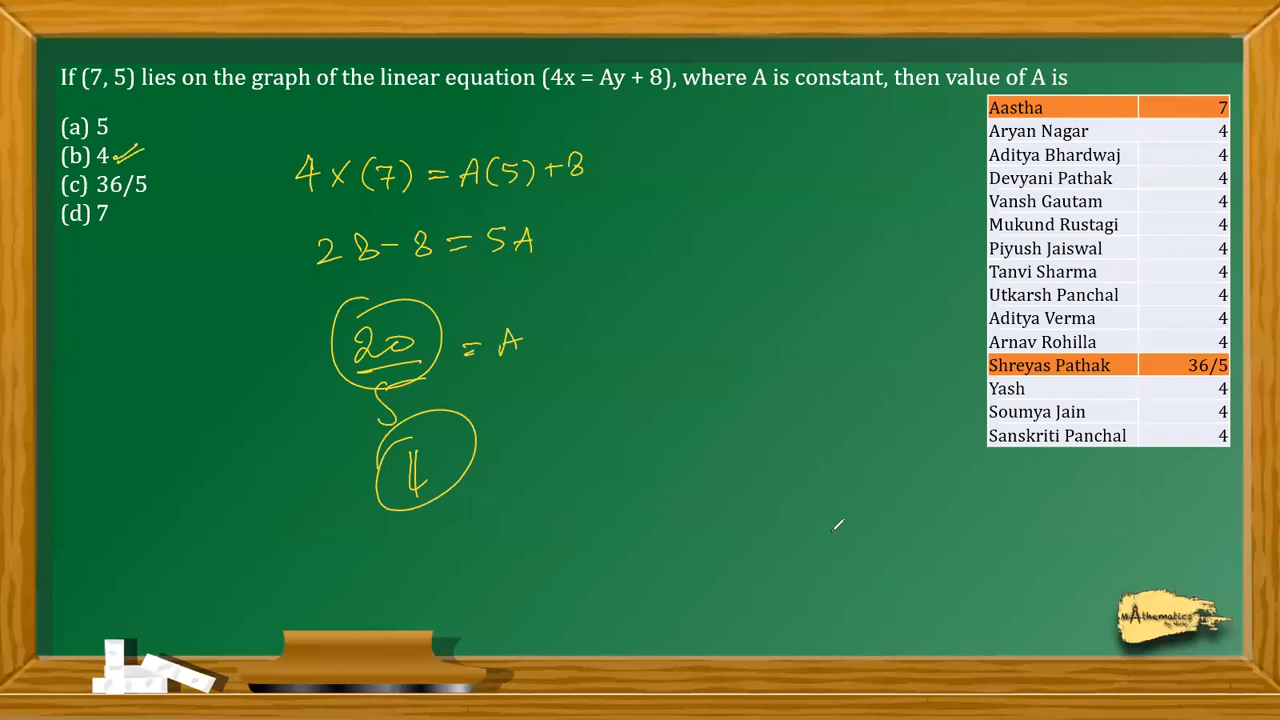 If (7, 5) lies on the graph of the linear equation (4x = Ay + 8), where A is constant, then value of A is
(a) 5
(b) 4 ✓
(c) 36/5
(d) 7
4 × (7) = A(5) + 8
28 - 8 = 5A
20 = A
5
4
Aastha 7
Aryan Nagar 4
Aditya Bhardwaj 4
Devyani Pathak 4
Vansh Gautam 4
Mukund Rustagi 4
Piyush Jaiswal 4
Tanvi Sharma 4
Utkarsh Panchal 4
Aditya Verma 4
Arnav Rohilla 4
Shreyas Pathak 36/5
Yash 4
Soumya Jain 4
Sanskriti Panchal 4
MAthematics